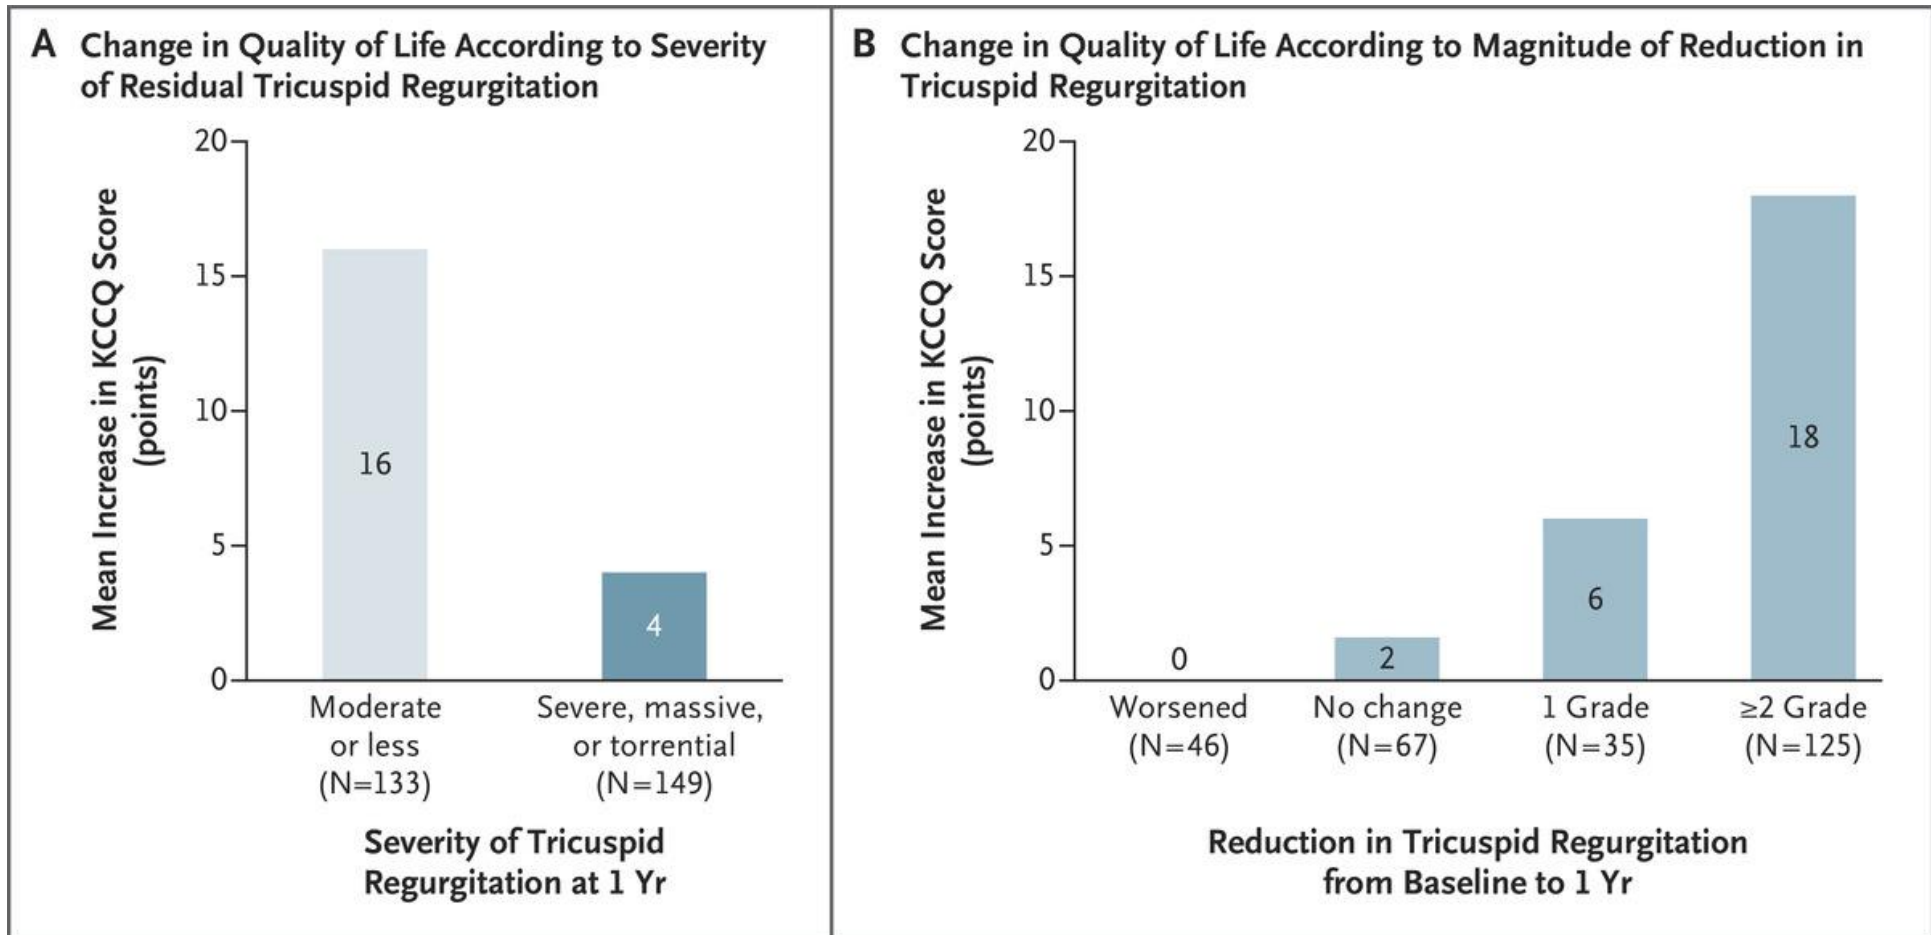 A Change in Quality of Life According to Severity
of Residual Tricuspid Regurgitation
20
15
10
5
0
Mean Increase in KCCQ Score
(points)
16
4
Moderate
or less
(N=133)
Severe, massive,
or torrential
(N=149)
Severity of Tricuspid
Regurgitation at 1 Yr
B Change in Quality of Life According to Magnitude of Reduction in
Tricuspid Regurgitation
20
15
10
5
0
Mean Increase in KCCQ Score
(points)
0
2
6
18
Worsened
(N=46)
No change
(N=67)
1 Grade
(N=35)
≥2 Grade
(N=125)
Reduction in Tricuspid Regurgitation
from Baseline to 1 Yr